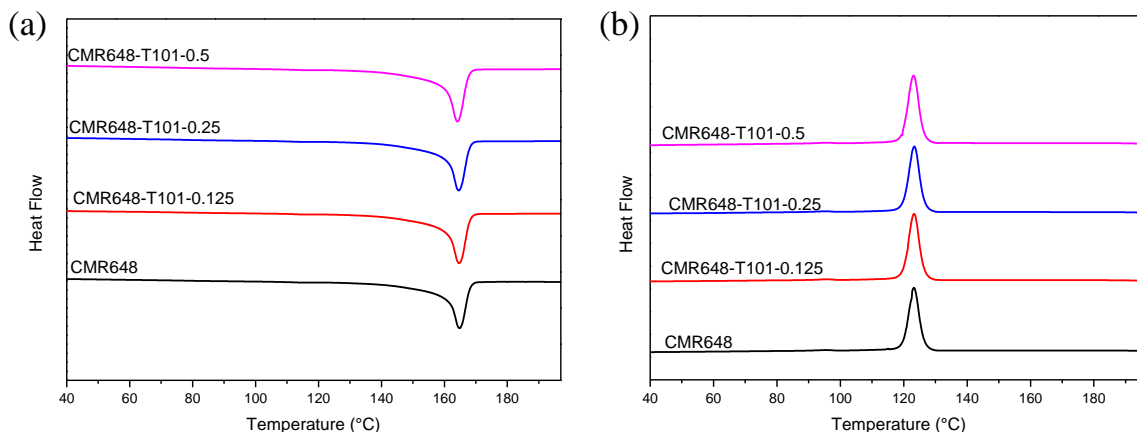 (a)
CMR648-T101-0.5
CMR648-T101-0.25
CMR648-T101-0.125
CMR648
Heat Flow
40 60 80 100 120 140 160 180
Temperature (°C)
(b)
CMR648-T101-0.5
CMR648-T101-0.25
CMR648-T101-0.125
CMR648
Heat Flow
40 60 80 100 120 140 160 180
Temperature (°C)